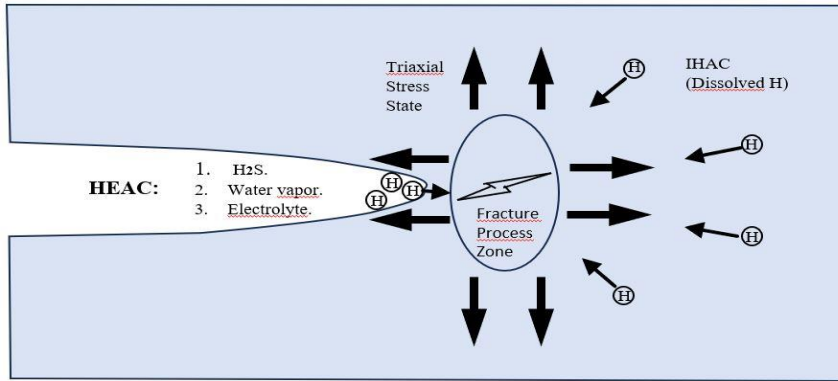 HEAC:
1. H2S.
2. Water vapor.
3. Electrolyte.
H
H
H
Triaxial
Stress
State
Fracture
Process
Zone
H
IHAC
(Dissolved H)
H
H
H